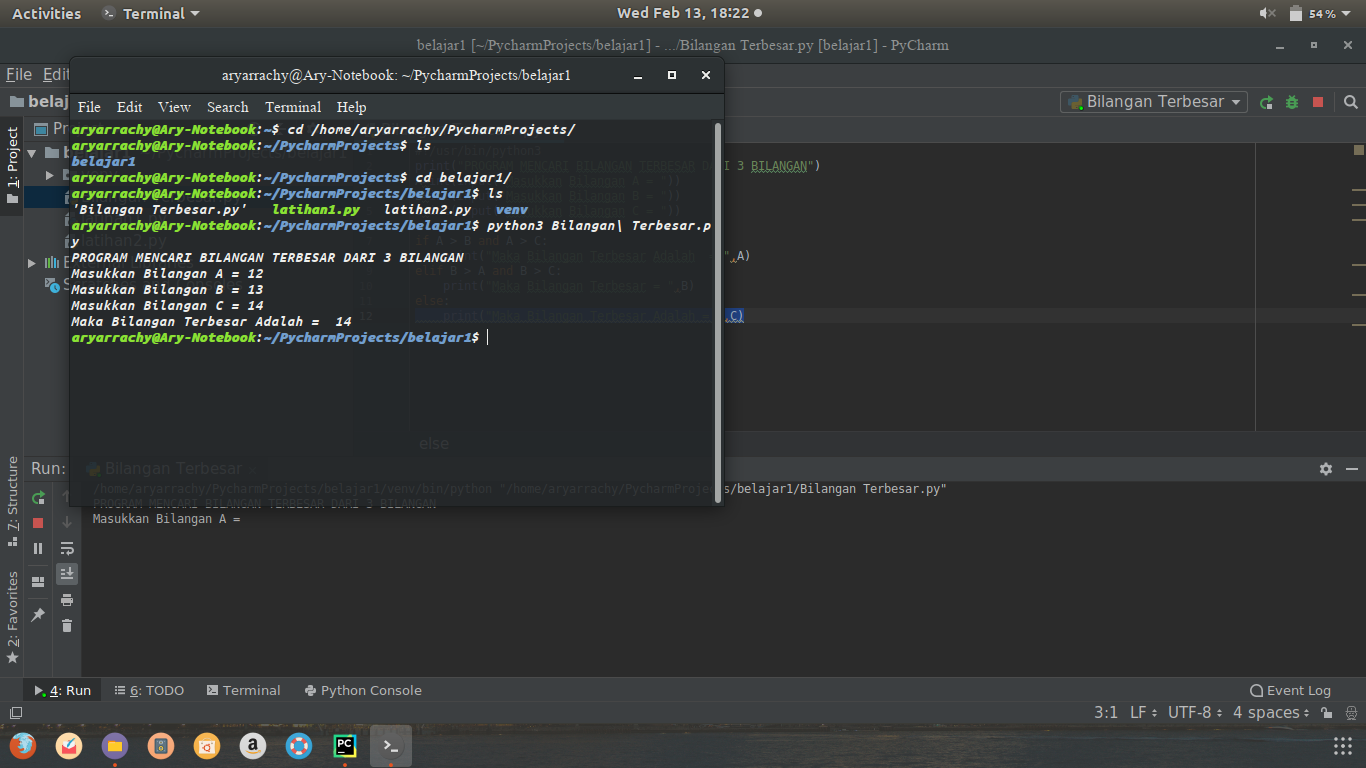 Activities Terminal Wed Feb 13, 18:22 54 %
belajar1 [~/PycharmProjects/belajar1] - .../Bilangan Terbesar.py [belajar1] - PyCharm
File Edit
aryarrachy@Ary-Notebook: ~/PycharmProjects/belajar1
File Edit View Search Terminal Help
Bilangan Terbesar
aryarrachy@Ary-Notebook:~$ cd /home/aryarrachy/PycharmProjects/
aryarrachy@Ary-Notebook:~/PycharmProjects$ ls
belajar1
aryarrachy@Ary-Notebook:~/PycharmProjects$ cd belajar1/
aryarrachy@Ary-Notebook:~/PycharmProjects/belajar1$ ls
'Bilangan Terbesar.py' latihan1.py latihan2.py venv
aryarrachy@Ary-Notebook:~/PycharmProjects/belajar1$ python3 Bilangan\ Terbesar.p
y
PROGRAM MENCARI BILANGAN TERBESAR DARI 3 BILANGAN
Masukkan Bilangan A = 12
Masukkan Bilangan B = 13
Masukkan Bilangan C = 14
Maka Bilangan Terbesar Adalah =  14
aryarrachy@Ary-Notebook:~/PycharmProjects/belajar1$
1: Project
7: Structure
2: Favorites
latihan2.py
#!/usr/bin/python3
print("PROGRAM MENCARI BILANGAN TERBESAR DARI 3 BILANGAN")
if A > B and A > C:
print("Maka Bilangan Terbesar Adalah = ",A)
elif B > A and B > C:
print("Maka Bilangan Terbesar = ",B)
else:
12 print("Maka Bilangan Terbesar Adalah = ",C)
else
Run: Bilangan Terbesar
/home/aryarrachy/PycharmProjects/belajar1/venv/bin/python "/home/aryarrachy/PycharmProjects/belajar1/Bilangan Terbesar.py"
PROGRAM MENCARI BILANGAN TERBESAR DARI 3 BILANGAN
Masukkan Bilangan A =
4: Run 6: TODO Terminal Python Console Event Log
3:1 LF UTF-8 4 spaces
PC